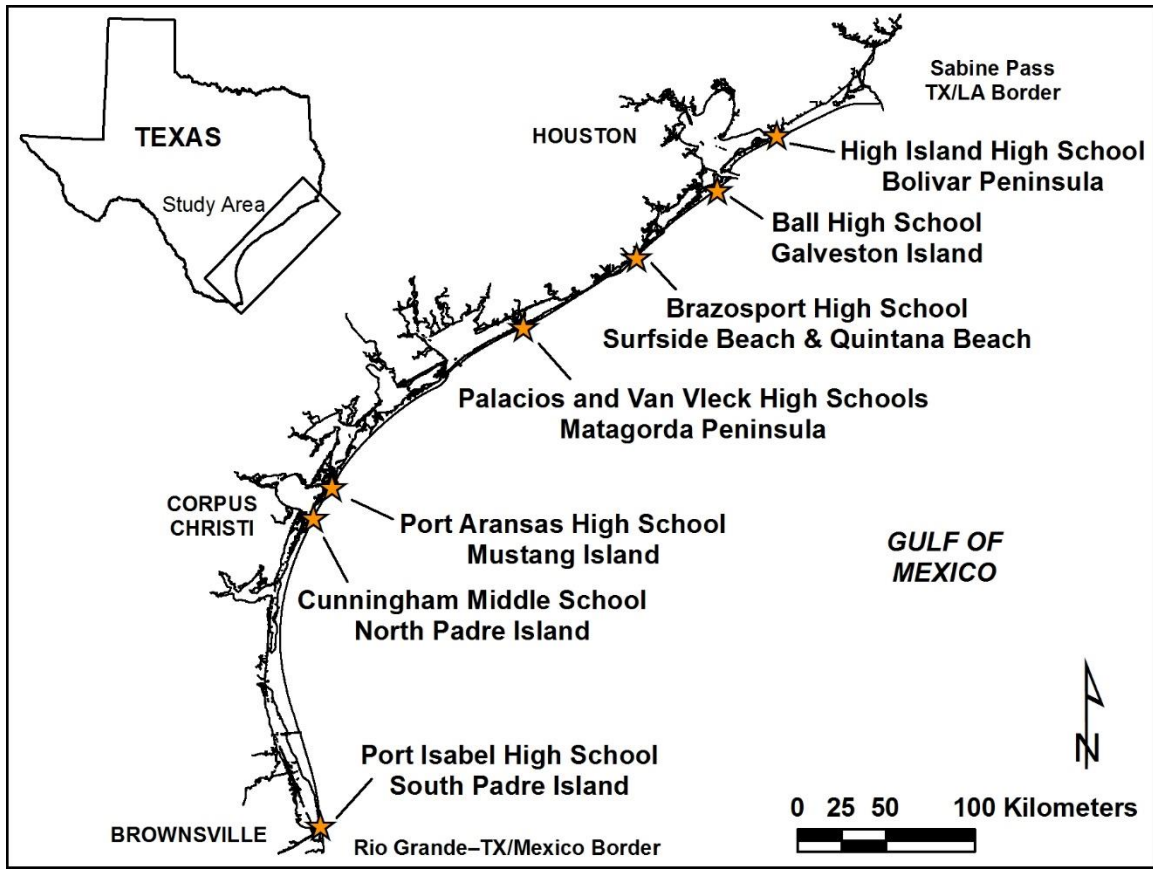 TEXAS
Study Area
Sabine Pass
TX/LA Border
HOUSTON
High Island High School
Bolivar Peninsula
Ball High School
Galveston Island
Brazosport High School
Surfside Beach & Quintana Beach
Palacios and Van Vleck High Schools
Matagorda Peninsula
CORPUS
CHRISTI
Port Aransas High School
Mustang Island
GULF OF
MEXICO
Cunningham Middle School
North Padre Island
Port Isabel High School
South Padre Island
N
0 25 50 100 Kilometers
BROWNSVILLE
Rio Grande–TX/Mexico Border